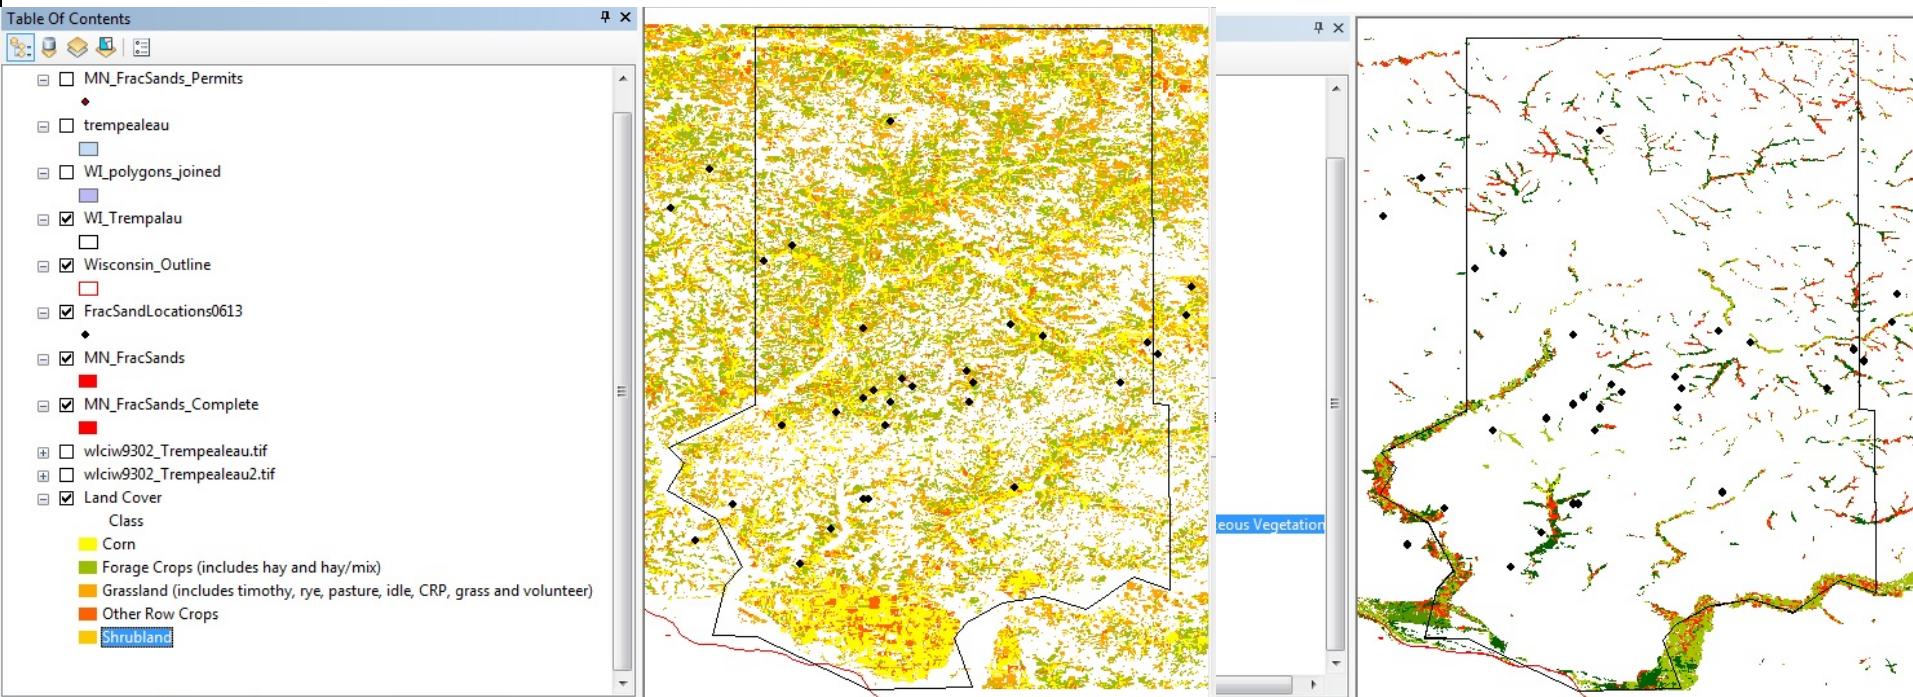 Table Of Contents
MN_FracSands_Permits
trempealeau
WI_polygons_joined
WI_Trempalau
Wisconsin_Outline
FracSandLocations0613
MN_FracSands
MN_FracSands_Complete
wlciw9302_Trempealeau.tif
wlciw9302_Trempealeau2.tif
Land Cover
Class
Corn
Forage Crops (includes hay and hay/mix)
Grassland (includes timothy, rye, pasture, idle, CRP, grass and volunteer)
Other Row Crops
Shrubland
eous Vegetation